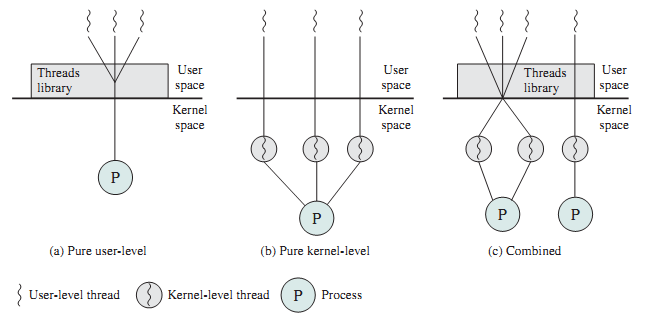 Threads
library
User
space
Kernel
space
P
(a) Pure user-level
User
space
Kernel
space
P
(b) Pure kernel-level
Threads
library
User
space
Kernel
space
P
P
(c) Combined
User-level thread
Kernel-level thread
P
Process